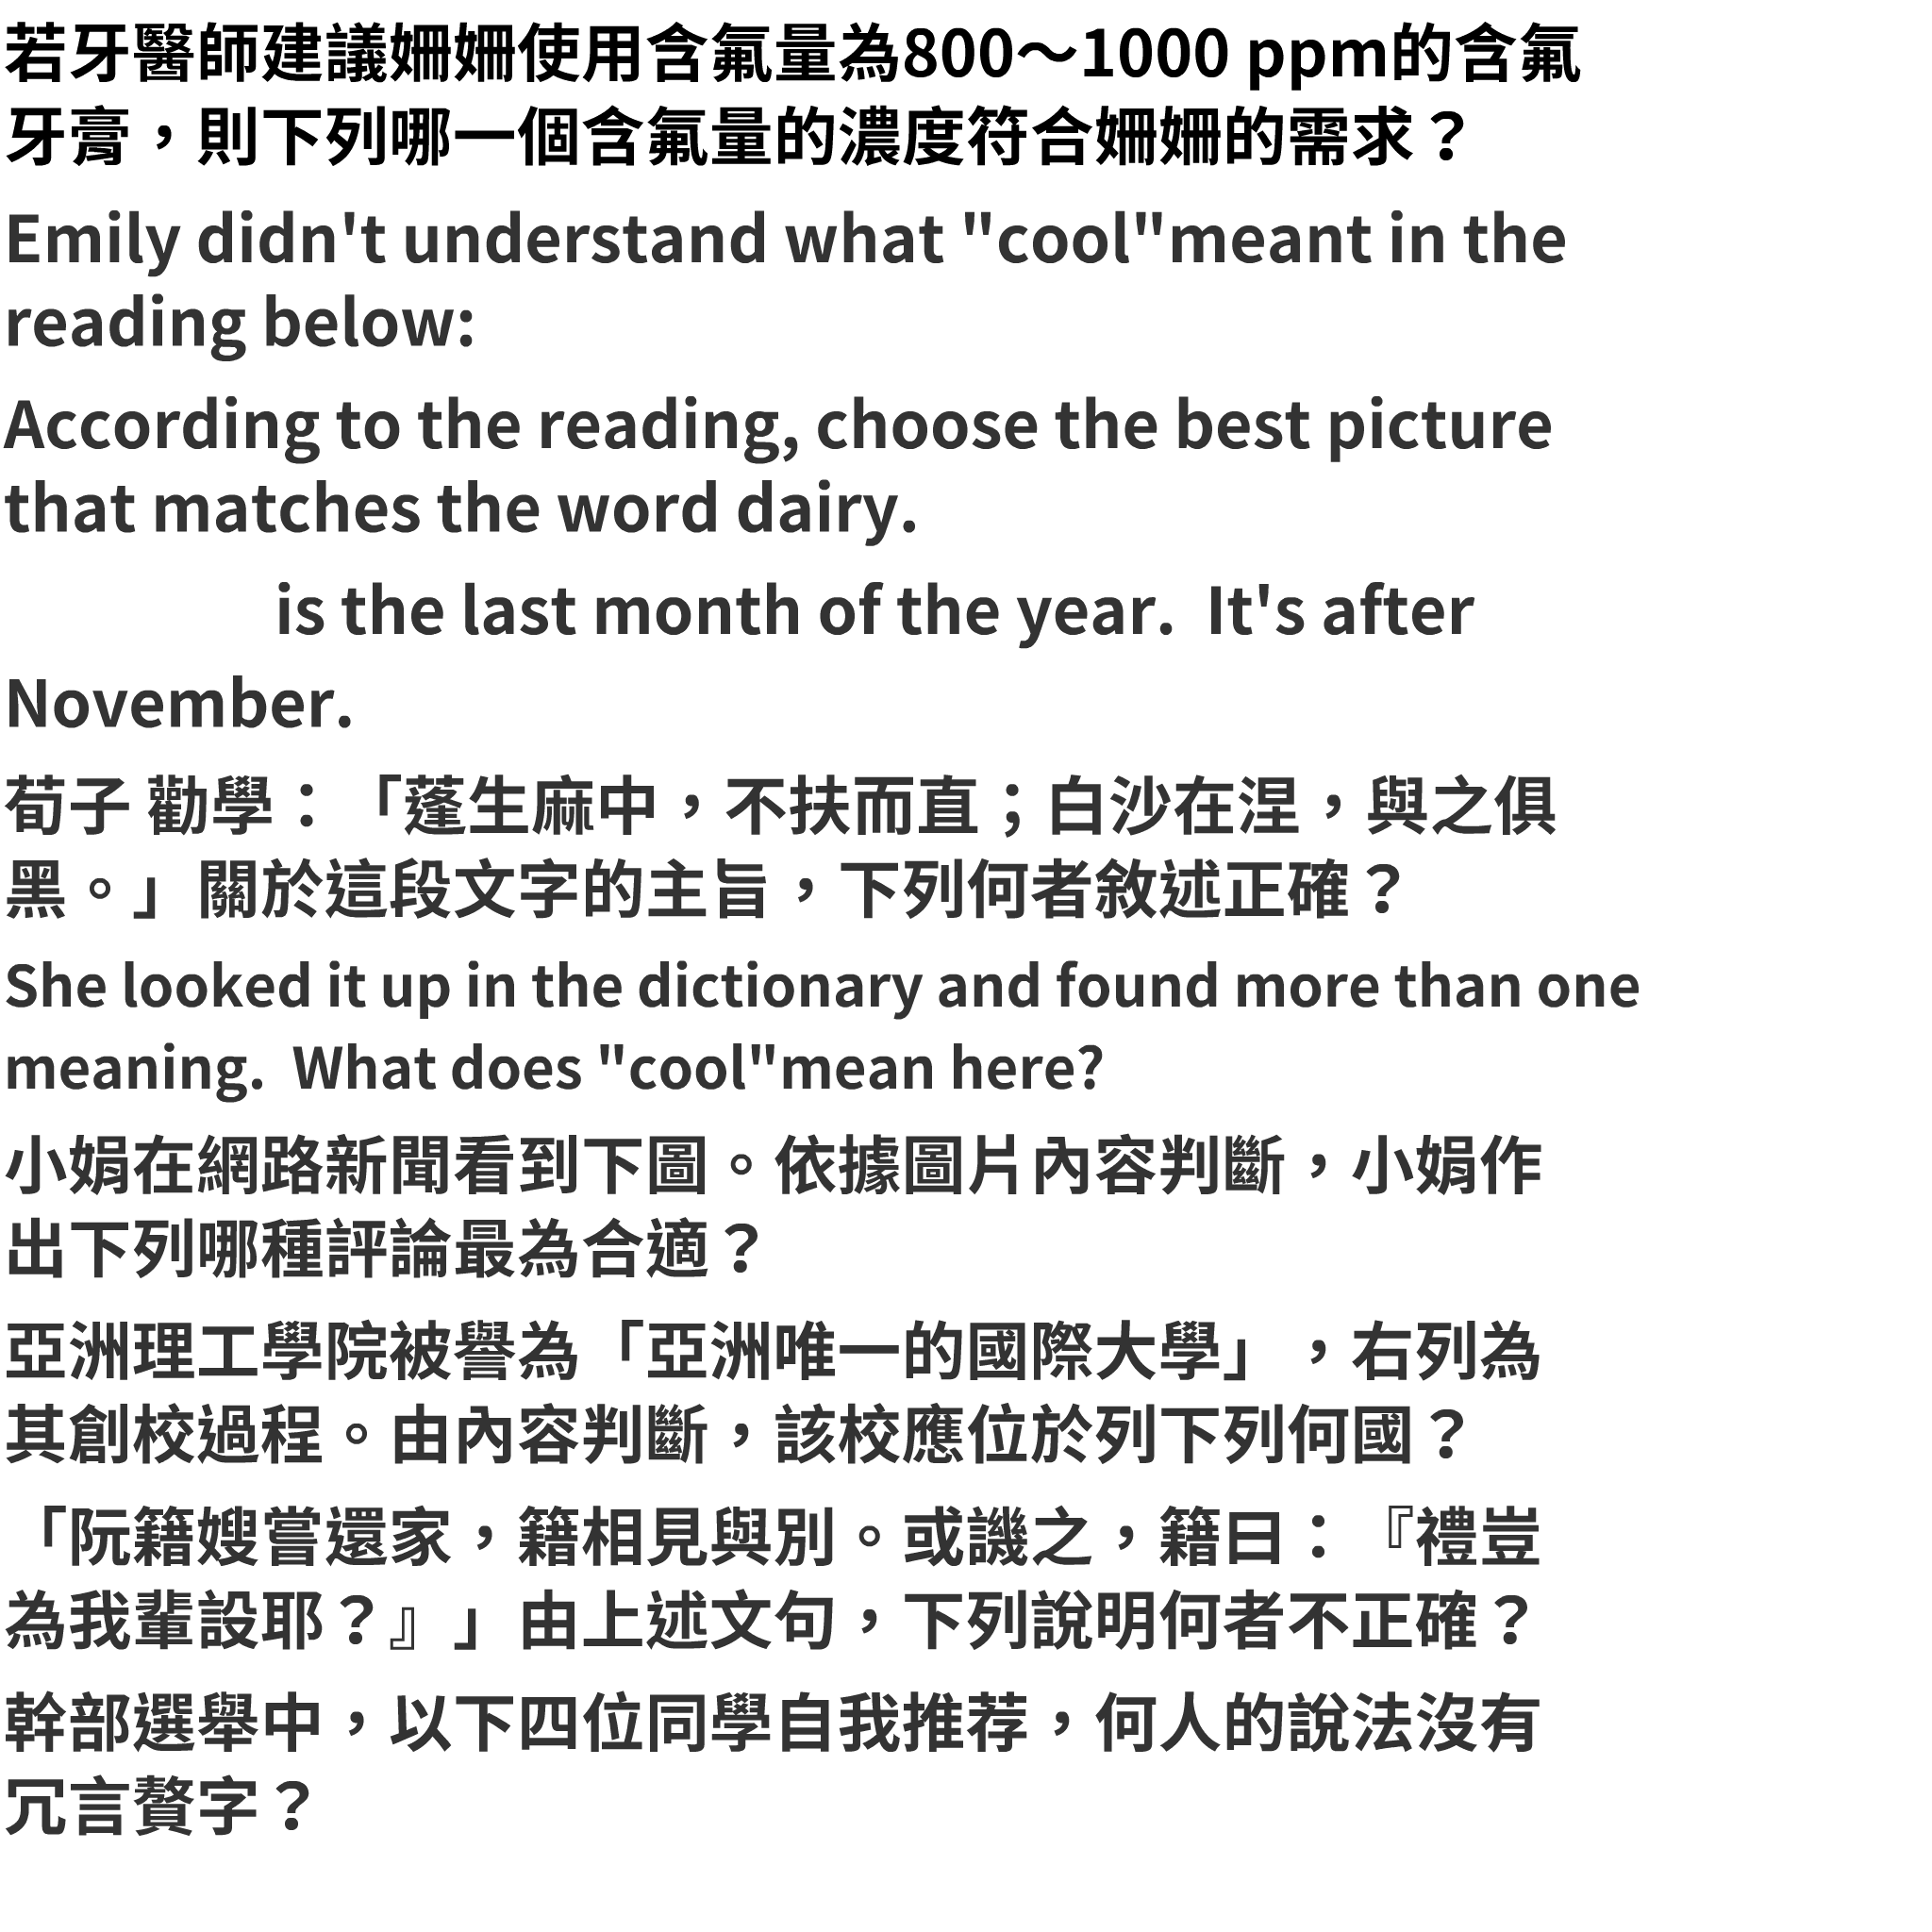 若牙醫師建議姍姍使用含氟量為800～1000 ppm的含氟
牙膏，則下列哪一個含氟量的濃度符合姍姍的需求？
Emily didn't understand what "cool"meant in the
reading below:
According to the reading, choose the best picture
that matches the word dairy.
is the last month of the year.  It's after
November.
荀子 勸學：「蓬生麻中，不扶而直；白沙在涅，與之俱
黑。」關於這段文字的主旨，下列何者敘述正確？
She looked it up in the dictionary and found more than one
meaning.  What does "cool"mean here?
小娟在網路新聞看到下圖。依據圖片內容判斷，小娟作
出下列哪種評論最為合適？
亞洲理工學院被譽為「亞洲唯一的國際大學」，右列為
其創校過程。由內容判斷，該校應位於列下列何國？
「阮籍嫂嘗還家，籍相見與別。或譏之，籍曰：『禮豈
為我輩設耶？』」由上述文句，下列說明何者不正確？
幹部選舉中，以下四位同學自我推荐，何人的說法沒有
冗言贅字？